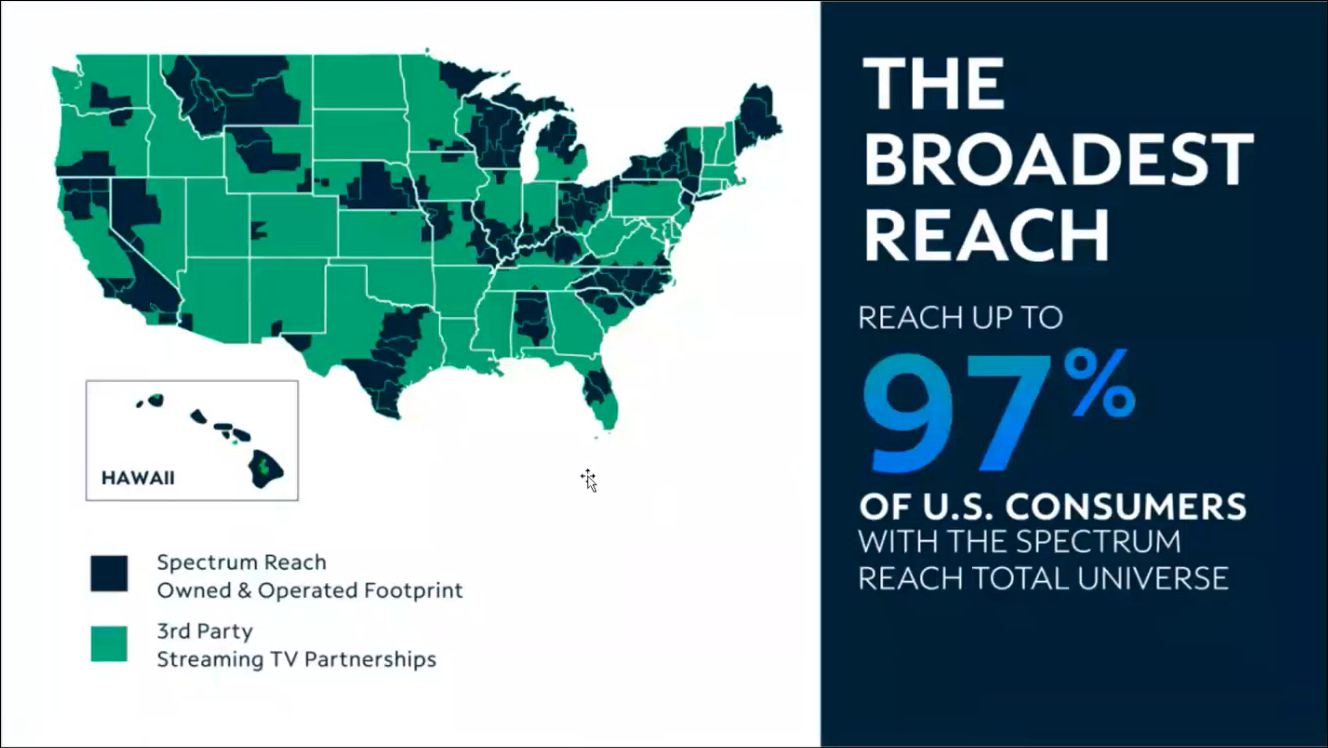 THE
BROADEST
REACH
REACH UP TO
97%
OF U.S. CONSUMERS
WITH THE SPECTRUM
REACH TOTAL UNIVERSE
HAWAII
Spectrum Reach
Owned & Operated Footprint
3rd Party
Streaming TV Partnerships